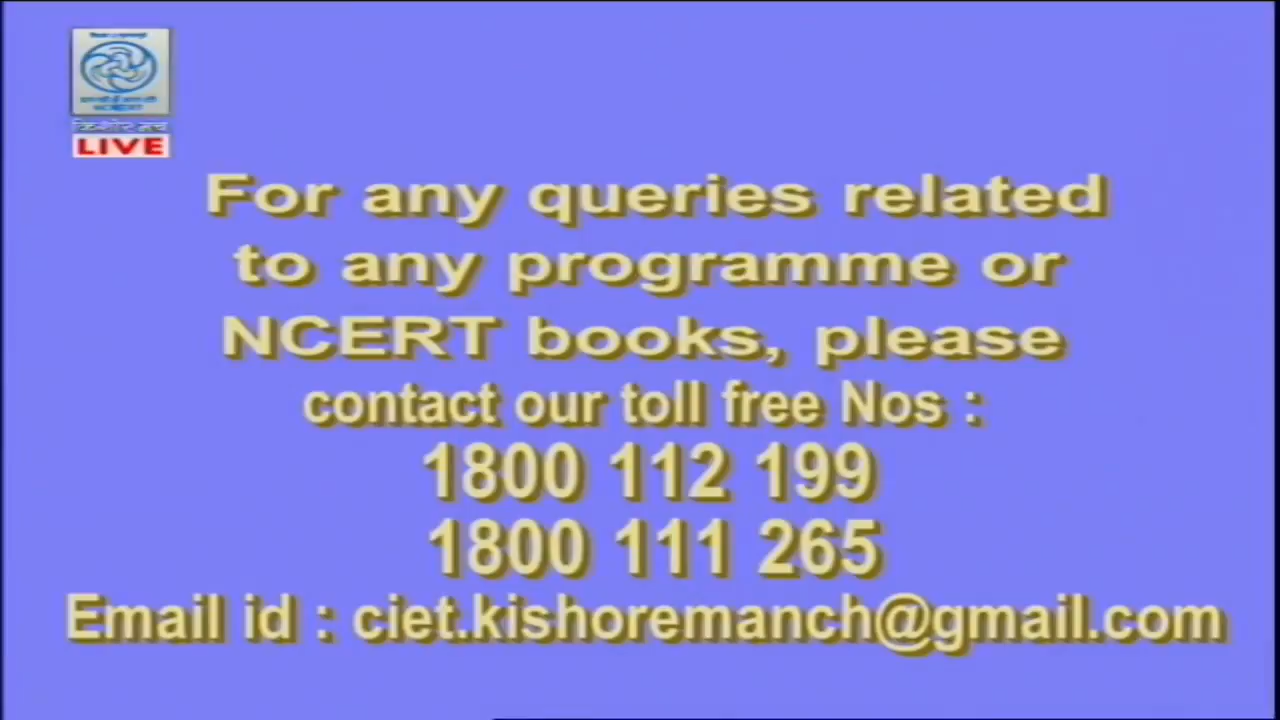 NCERT
LIVE
For any queries related
to any programme or
NCERT books, please
contact our toll free Nos :
1800 112 199
1800 111 265
Email id : ciet.kishoremanch@gmail.com